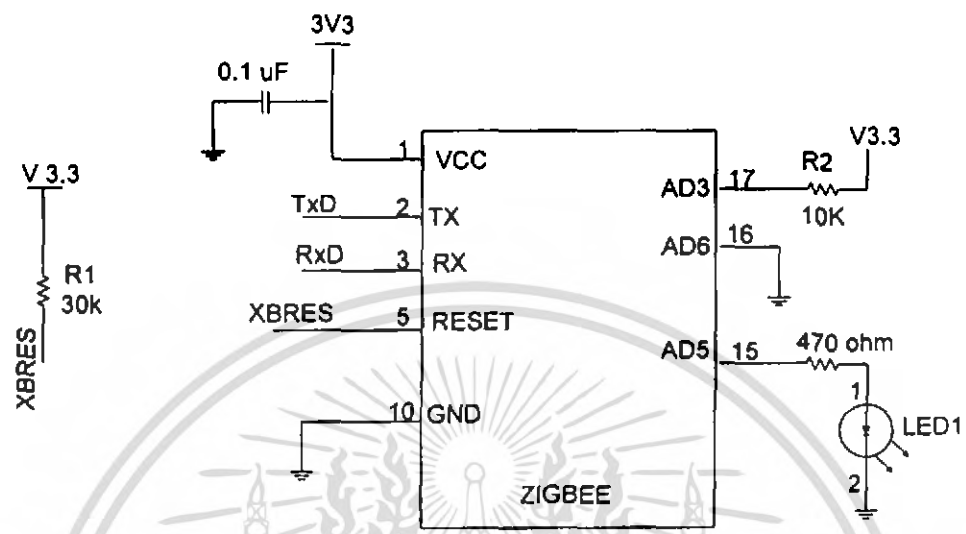 3V3
0.1 uF
V 3.3
R1
30k
XBRES
1 VCC
TxD 2 TX
RxD 3 RX
XBRES 5 RESET
10 GND
ZIGBEE
AD3 17
R2
10K
V3.3
AD6 16
AD5 15
470 ohm
1
LED1
2